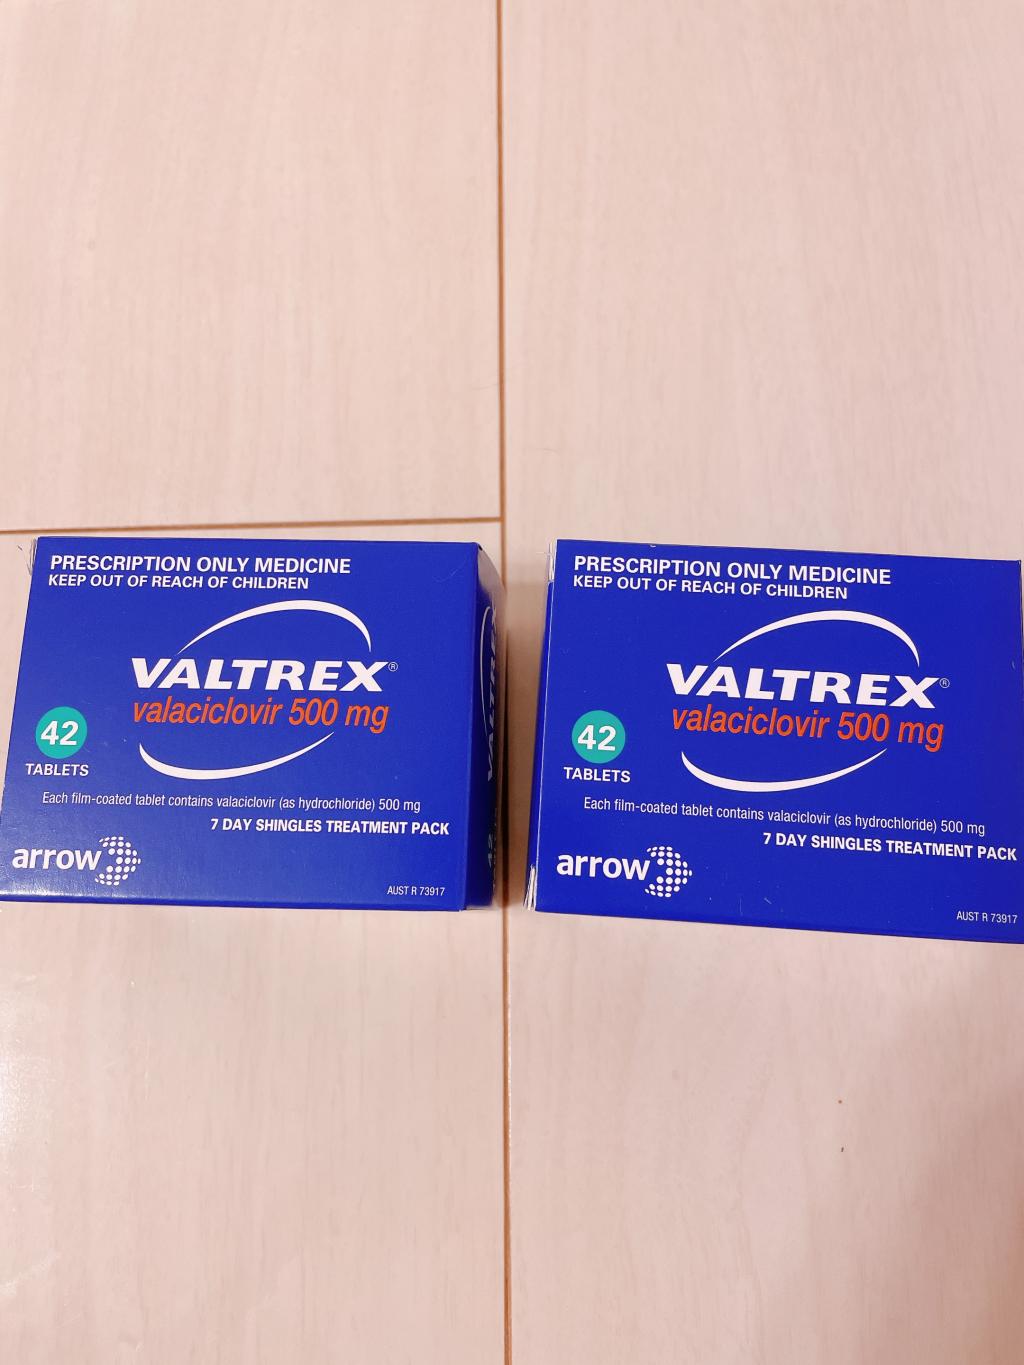 PRESCRIPTION ONLY MEDICINE
KEEP OUT OF REACH OF CHILDREN
VALTREX®
valaciclovir 500 mg
42
TABLETS
Each film-coated tablet contains valaciclovir (as hydrochloride) 500 mg
7 DAY SHINGLES TREATMENT PACK
arrow
AUST R 73917
VALTREX
42
PRESCRIPTION ONLY MEDICINE
KEEP OUT OF REACH OF CHILDREN
VALTREX®
valaciclovir 500 mg
42
TABLETS
Each film-coated tablet contains valaciclovir (as hydrochloride) 500 mg
7 DAY SHINGLES TREATMENT PACK
arrow
AUST R 73917